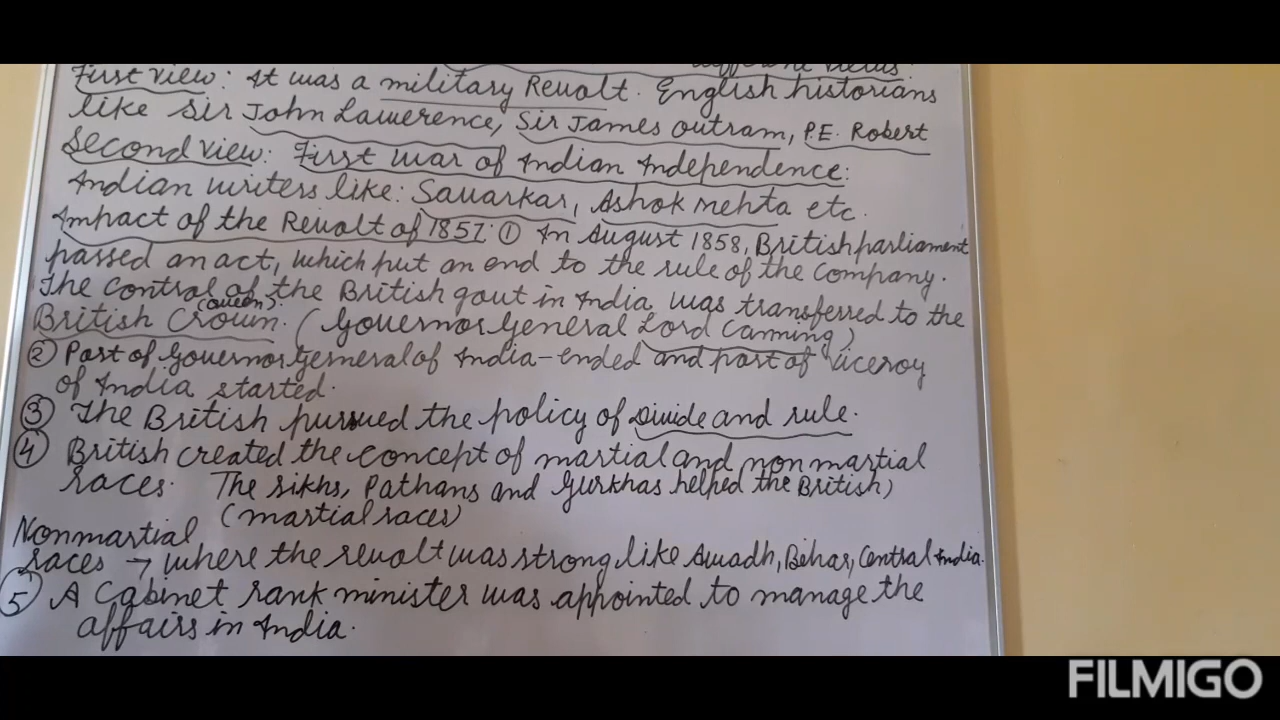 different views:
First view: It was a military Revolt. English historians
like Sir John Lawerence, Sir James outram, P.E. Robert
Second view: First war of Indian Independence:
Indian writers like: Savarkar, Ashok mehta etc.
Impact of the Revolt of 1857: ① In August 1858, British parliament
passed an act, which put an end to the rule of the Company.
The control of the British govt in India was transferred to the
(Queen)
British Crown. (Governor General Lord Canning)
② Post of Governor General of India-ended and post of viceroy
of India started.
③ The British pursued the policy of Divide and rule.
④ British created the concept of martial and non martial
races. The sikhs, Pathans and Gurkhas helped the British)
(martial races)
Nonmartial
races → where the revolt was strong like Awadh, Behar, Central India.
⑤ A Cabinet rank minister was appointed to manage the
affairs in India.
FILMIGO